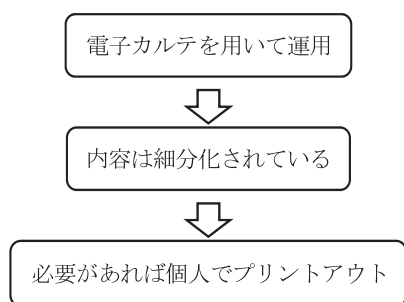 電子カルテを用いて運用
内容は細分化されている
必要があれば個人でプリントアウト